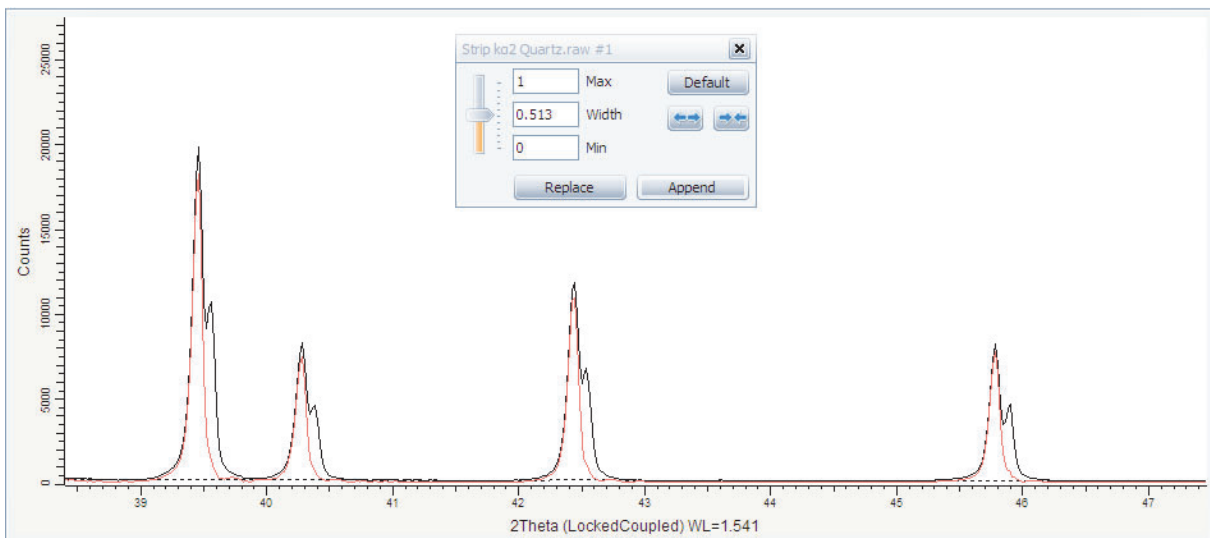 Strip kα2 Quartz.raw #1
1 Max Default
0.513 Width
0 Min
Replace Append
Counts
25000
20000
15000
10000
5000
0
39 40 41 42 43 44 45 46 47
2Theta (LockedCoupled) WL=1.541